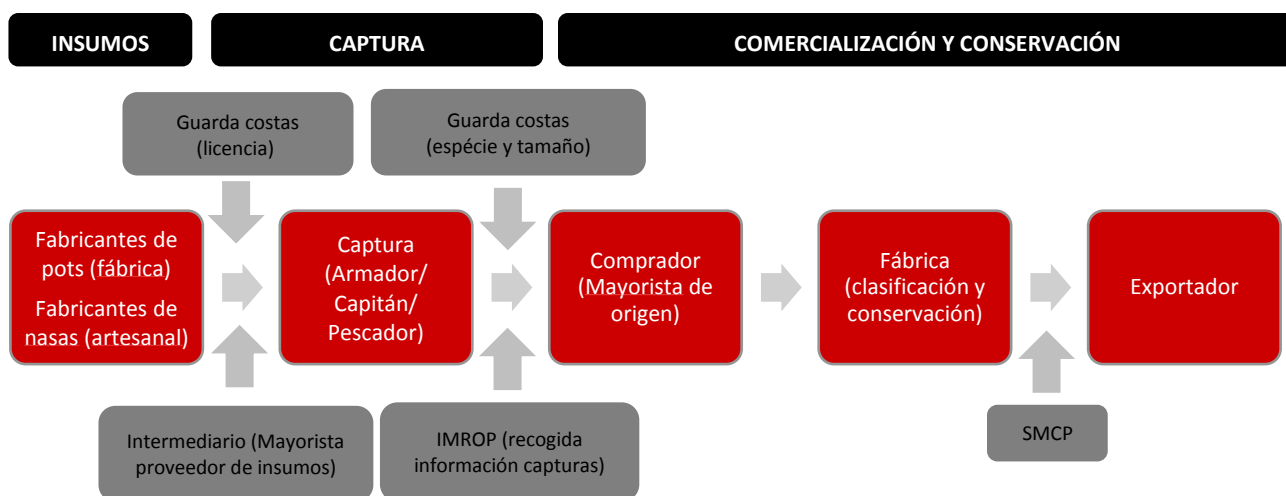 INSUMOS
CAPTURA
COMERCIALIZACIÓN Y CONSERVACIÓN
Guarda costas
(licencia)
Guarda costas
(espécie y tamaño)
Fabricantes de
pots (fábrica)
Fabricantes de
nasas (artesanal)
Captura
(Armador/
Capitán/
Pescador)
Comprador
(Mayorista de
origen)
Fábrica
(clasificación y
conservación)
Exportador
Intermediario (Mayorista
proveedor de insumos)
IMROP (recogida
información capturas)
SMCP